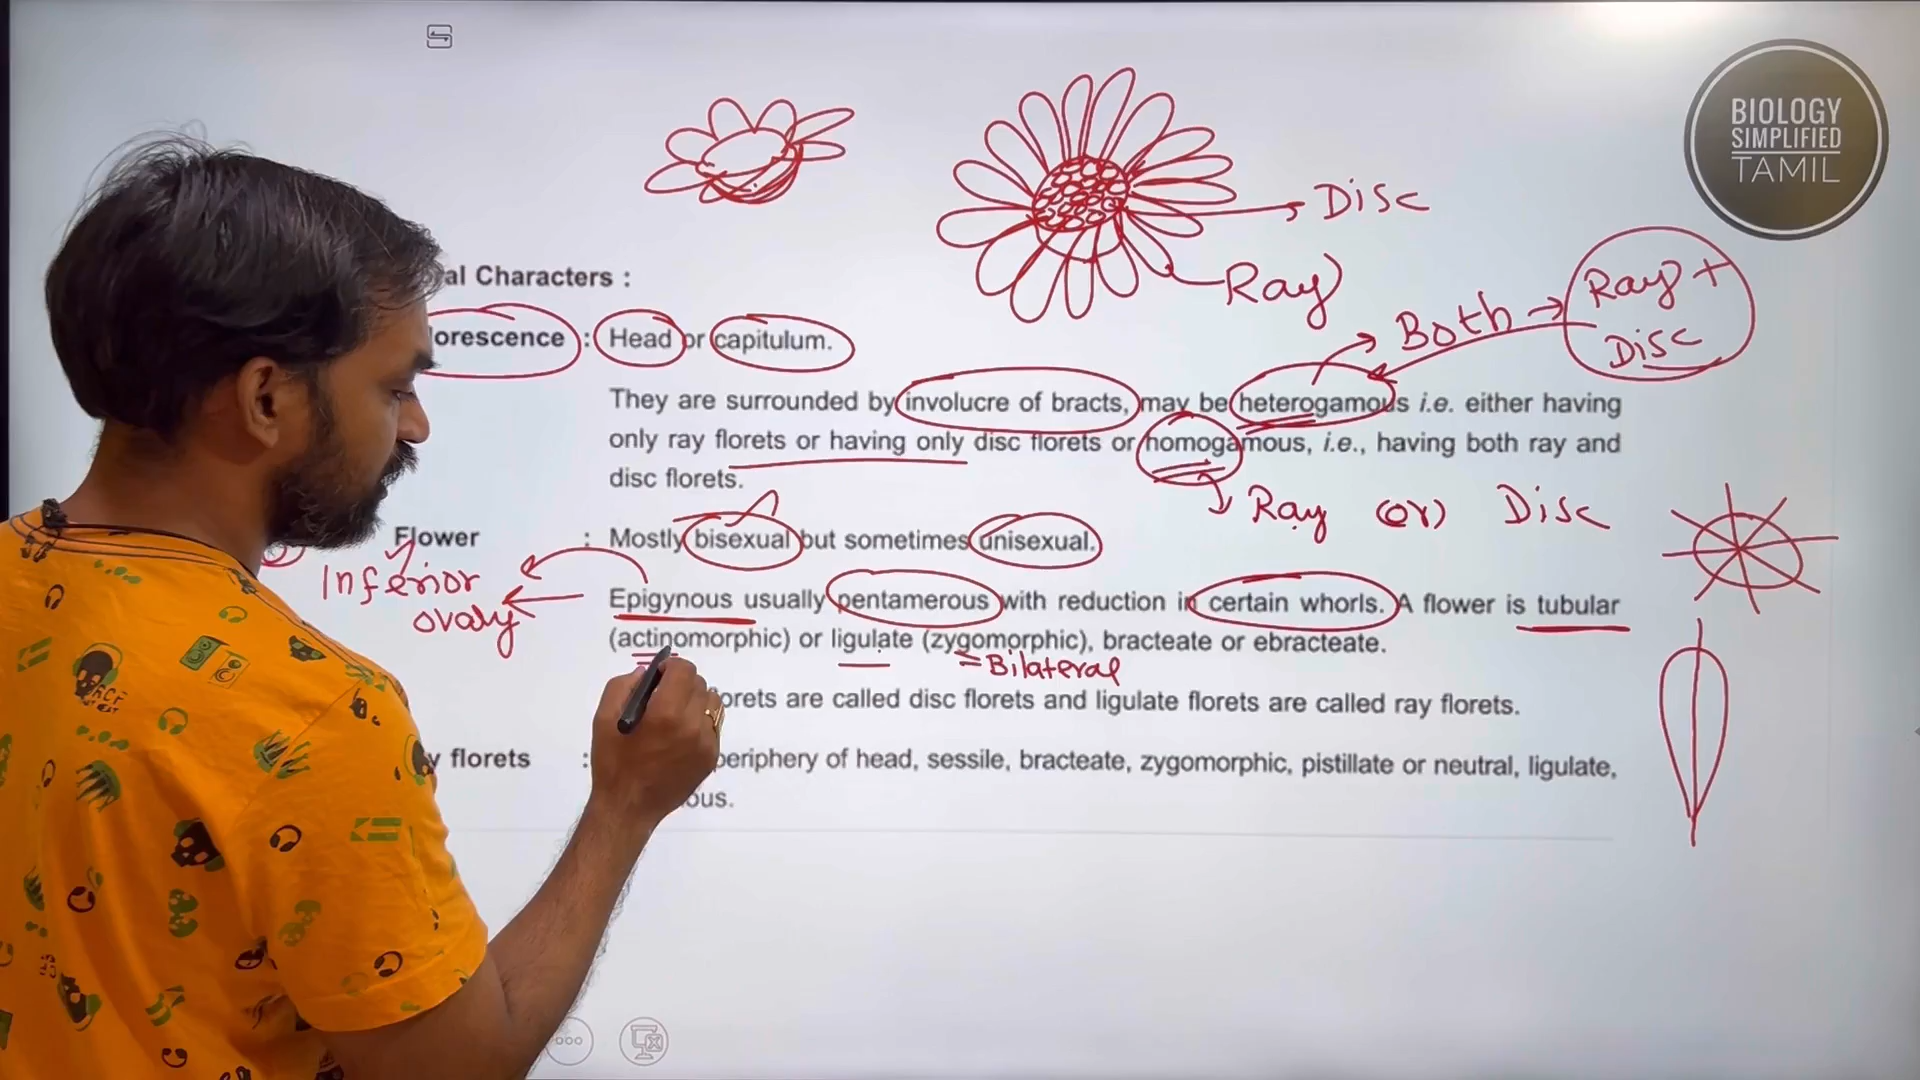 BIOLOGY
SIMPLIFIED
TAMIL
Disc
Ray
Ray +
Disc
Both
al Characters :
orescence : Head or capitulum.
They are surrounded by involucre of bracts, may be heterogamous i.e. either having
only ray florets or having only disc florets or homogamous, i.e., having both ray and
disc florets.
Ray (or) Disc
Flower : Mostly bisexual but sometimes unisexual.
Inferior
ovary
Epigynous usually pentamerous with reduction in certain whorls. A flower is tubular
(actinomorphic) or ligulate (zygomorphic), bracteate or ebracteate.
= Bilateral
orets are called disc florets and ligulate florets are called ray florets.
y florets : periphery of head, sessile, bracteate, zygomorphic, pistillate or neutral, ligulate,
ous.